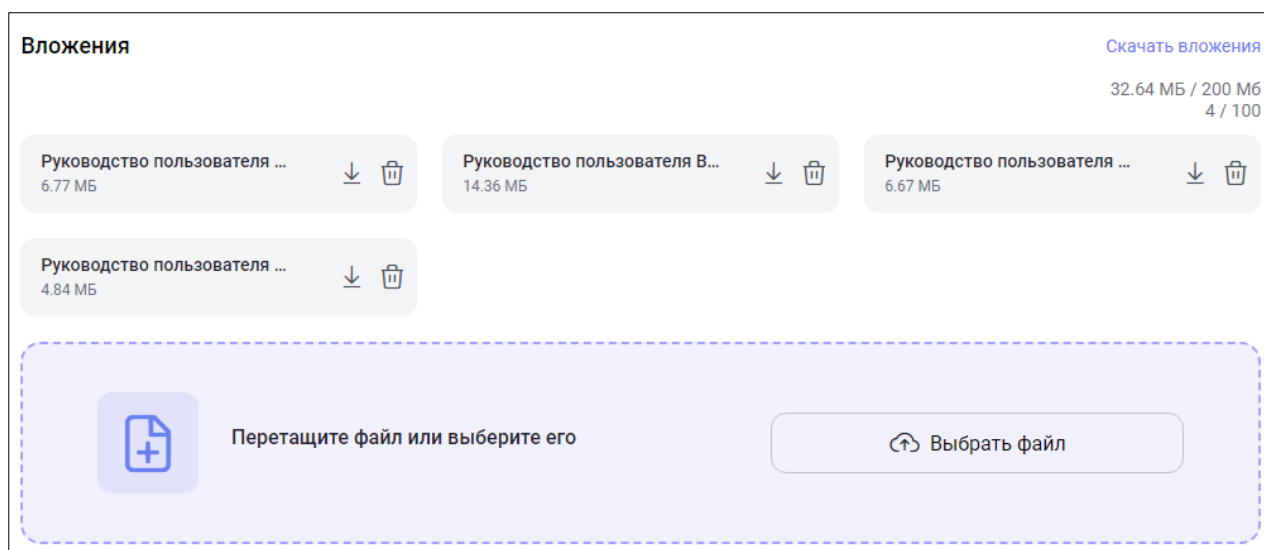 Вложения
Скачать вложения
32.64 МБ / 200 Мб
4 / 100
Руководство пользователя ...
6.77 МБ
Руководство пользователя В...
14.36 МБ
Руководство пользователя ...
6.67 МБ
Руководство пользователя ...
4.84 МБ
Перетащите файл или выберите его
Выбрать файл